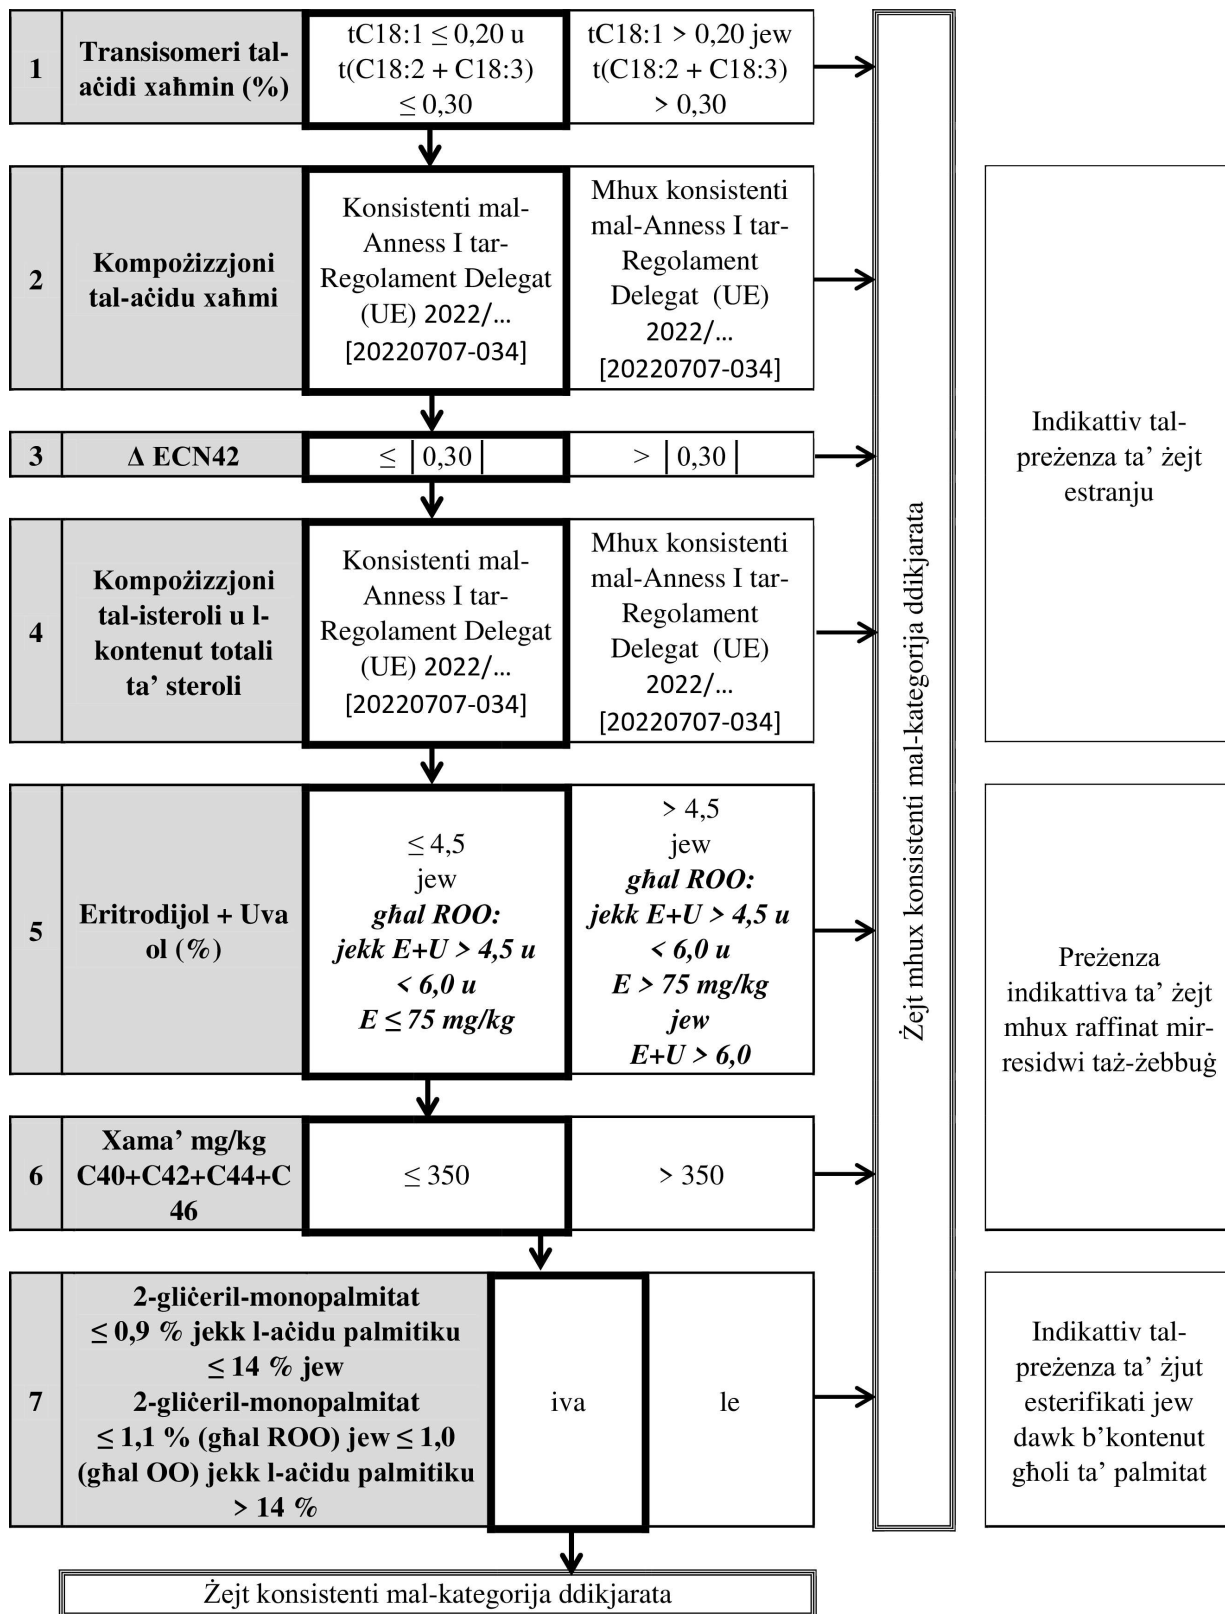 1
Transisomeri tal-
aċidi xaħmin (%)
tC18:1 ≤ 0,20 u
t(C18:2 + C18:3)
≤ 0,30
tC18:1 > 0,20 jew
t(C18:2 + C18:3)
> 0,30
2
Kompożizzjoni
tal-aċidu xaħmi
Konsistenti mal-
Anness I tar-
Regolament Delegat
(UE) 2022/...
[20220707-034]
Mhux konsistenti
mal-Anness I tar-
Regolament
Delegat (UE)
2022/...
[20220707-034]
3
Δ ECN42
≤ |0,30|
> |0,30|
4
Kompożizzjoni
tal-isteroli u l-
kontenut totali
ta’ steroli
Konsistenti mal-
Anness I tar-
Regolament Delegat
(UE) 2022/...
[20220707-034]
Mhux konsistenti
mal-Anness I tar-
Regolament
Delegat (UE)
2022/...
[20220707-034]
5
Eritrodijol + Uva
ol (%)
≤ 4,5
jew
għal ROO:
jekk E+U > 4,5 u
< 6,0 u
E ≤ 75 mg/kg
> 4,5
jew
għal ROO:
jekk E+U > 4,5 u
< 6,0 u
E > 75 mg/kg
jew
E+U > 6,0
6
Xama’ mg/kg
C40+C42+C44+C
46
≤ 350
> 350
7
2-gliċeril-monopalmitat
≤ 0,9 % jekk l-aċidu palmitiku
≤ 14 % jew
2-gliċeril-monopalmitat
≤ 1,1 % (għal ROO) jew ≤ 1,0
(għal OO) jekk l-aċidu palmitiku
> 14 %
iva
le
Żejt mhux konsistenti mal-kategorija ddikjarata
Indikattiv tal-
preżenza ta’ żejt
estranju
Preżenza
indikattiva ta’ żejt
mhux raffinat mir-
residwi taż-żebbuġ
Indikattiv tal-
preżenza ta’ żjut
esterifikati jew
dawk b’kontenut
għoli ta’ palmitat
Żejt konsistenti mal-kategorija ddikjarata